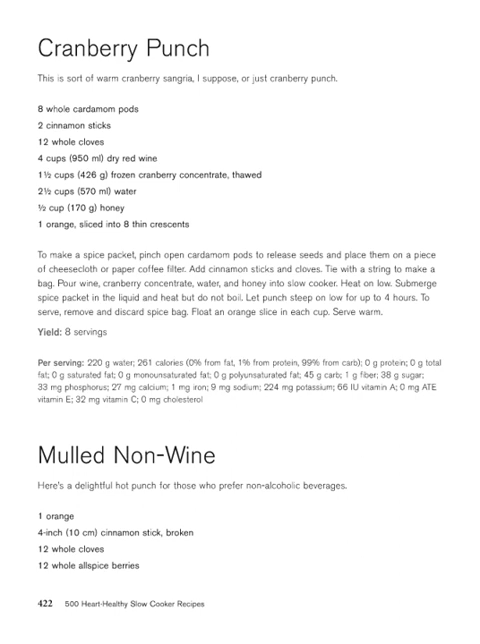 Cranberry Punch
This is sort of warm cranberry sangria, I suppose, or just cranberry punch.
8 whole cardamom pods
2 cinnamon sticks
12 whole cloves
4 cups (950 ml) dry red wine
1½ cups (426 g) frozen cranberry concentrate, thawed
2½ cups (570 ml) water
½ cup (170 g) honey
1 orange, sliced into 8 thin crescents
To make a spice packet, pinch open cardamom pods to release seeds and place them on a piece
of cheesecloth or paper coffee filter. Add cinnamon sticks and cloves. Tie with a string to make a
bag. Pour wine, cranberry concentrate, water, and honey into slow cooker. Heat on low. Submerge
spice packet in the liquid and heat but do not boil. Let punch steep on low for up to 4 hours. To
serve, remove and discard spice bag. Float an orange slice in each cup. Serve warm.
Yield: 8 servings
Per serving: 220 g water; 261 calories (0% from fat, 1% from protein, 99% from carb); 0 g protein; 0 g total
fat; 0 g saturated fat; 0 g monounsaturated fat; 0 g polyunsaturated fat; 45 g carb; 1 g fiber; 38 g sugar;
33 mg phosphorus; 27 mg calcium; 1 mg iron; 9 mg sodium; 224 mg potassium; 66 IU vitamin A; 0 mg ATE
vitamin E; 32 mg vitamin C; 0 mg cholesterol
Mulled Non-Wine
Here's a delightful hot punch for those who prefer non-alcoholic beverages.
1 orange
4-inch (10 cm) cinnamon stick, broken
12 whole cloves
12 whole allspice berries
422 500 Heart-Healthy Slow Cooker Recipes